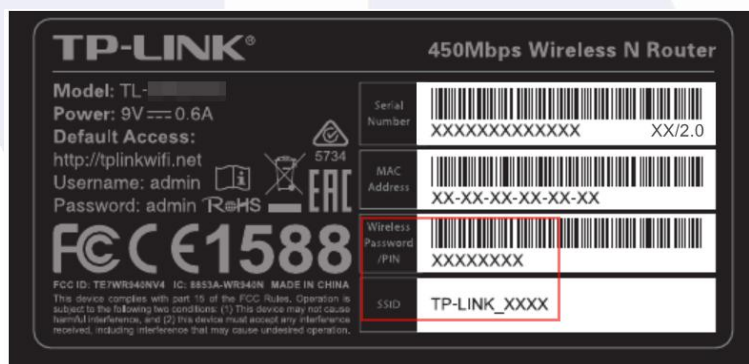 TP-LINK®
450Mbps Wireless N Router
Model: TL-
Power: 9V 0.6A
Default Access:
http://tplinkwifi.net
Username: admin
Password: admin
RoHS
5734
EAC
FC CE1588
FCC ID: TE7WR940NV4 IC: 8853A-WR940N MADE IN CHINA
This device complies with part 15 of the FCC Rules. Operation is
subject to the following two conditions: (1) This device may not cause
harmful interference, and (2) this device must accept any interference
received, including interference that may cause undesired operation.
Serial
Number
XXXXXXXXXXXXX XX/2.0
MAC
Address
XX-XX-XX-XX-XX-XX
Wireless
Password
/PIN
XXXXXXXX
SSID
TP-LINK_XXXX